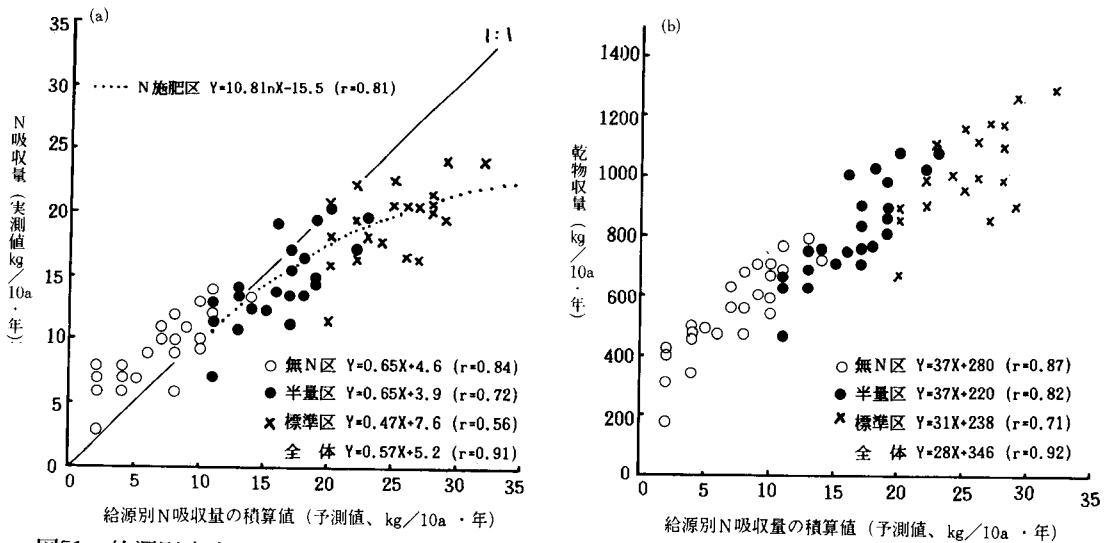 (a)
35
30
25
20
15
10
5
0
N吸収量(実測値kg/10a・年)
1:1
‥‥‥ N施肥区 Y=10.8lnX-15.5 (r=0.81)
○ 無N区 Y=0.65X+4.6 (r=0.84)
● 半量区 Y=0.65X+3.9 (r=0.72)
× 標準区 Y=0.47X+7.6 (r=0.56)
全 体 Y=0.57X+5.2 (r=0.91)
0 5 10 15 20 25 30 35
給源別N吸収量の積算値(予測値、kg/10a・年)
(b)
1400
1200
1000
800
600
400
200
0
乾物収量(kg/10a・年)
○ 無N区 Y=37X+280 (r=0.87)
● 半量区 Y=37X+220 (r=0.82)
× 標準区 Y=31X+238 (r=0.71)
全 体 Y=28X+346 (r=0.92)
0 5 10 15 20 25 30 35
給源別N吸収量の積算値(予測値、kg/10a・年)